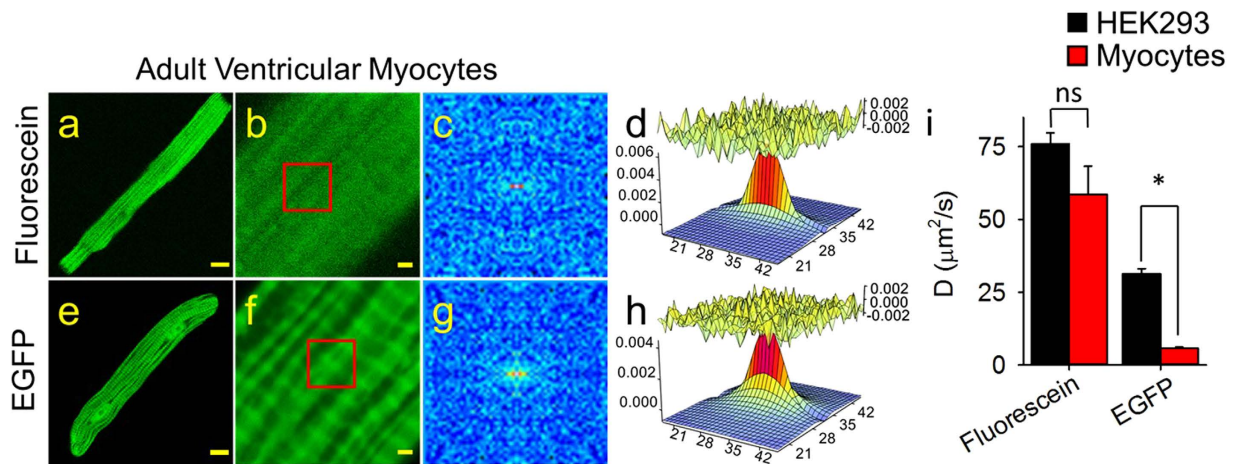 HEK293
Myocytes
Adult Ventricular Myocytes
Fluorescein
a
b
c
d
0.002
0.000
-0.002
0.006
0.004
0.002
0.000
21 28 35 42
21 28 35 42
EGFP
e
f
g
h
0.002
0.000
-0.002
0.004
0.002
0.000
21 28 35 42
21 28 35 42
i
ns
*
D (μm²/s)
75
50
25
0
Fluorescein
EGFP